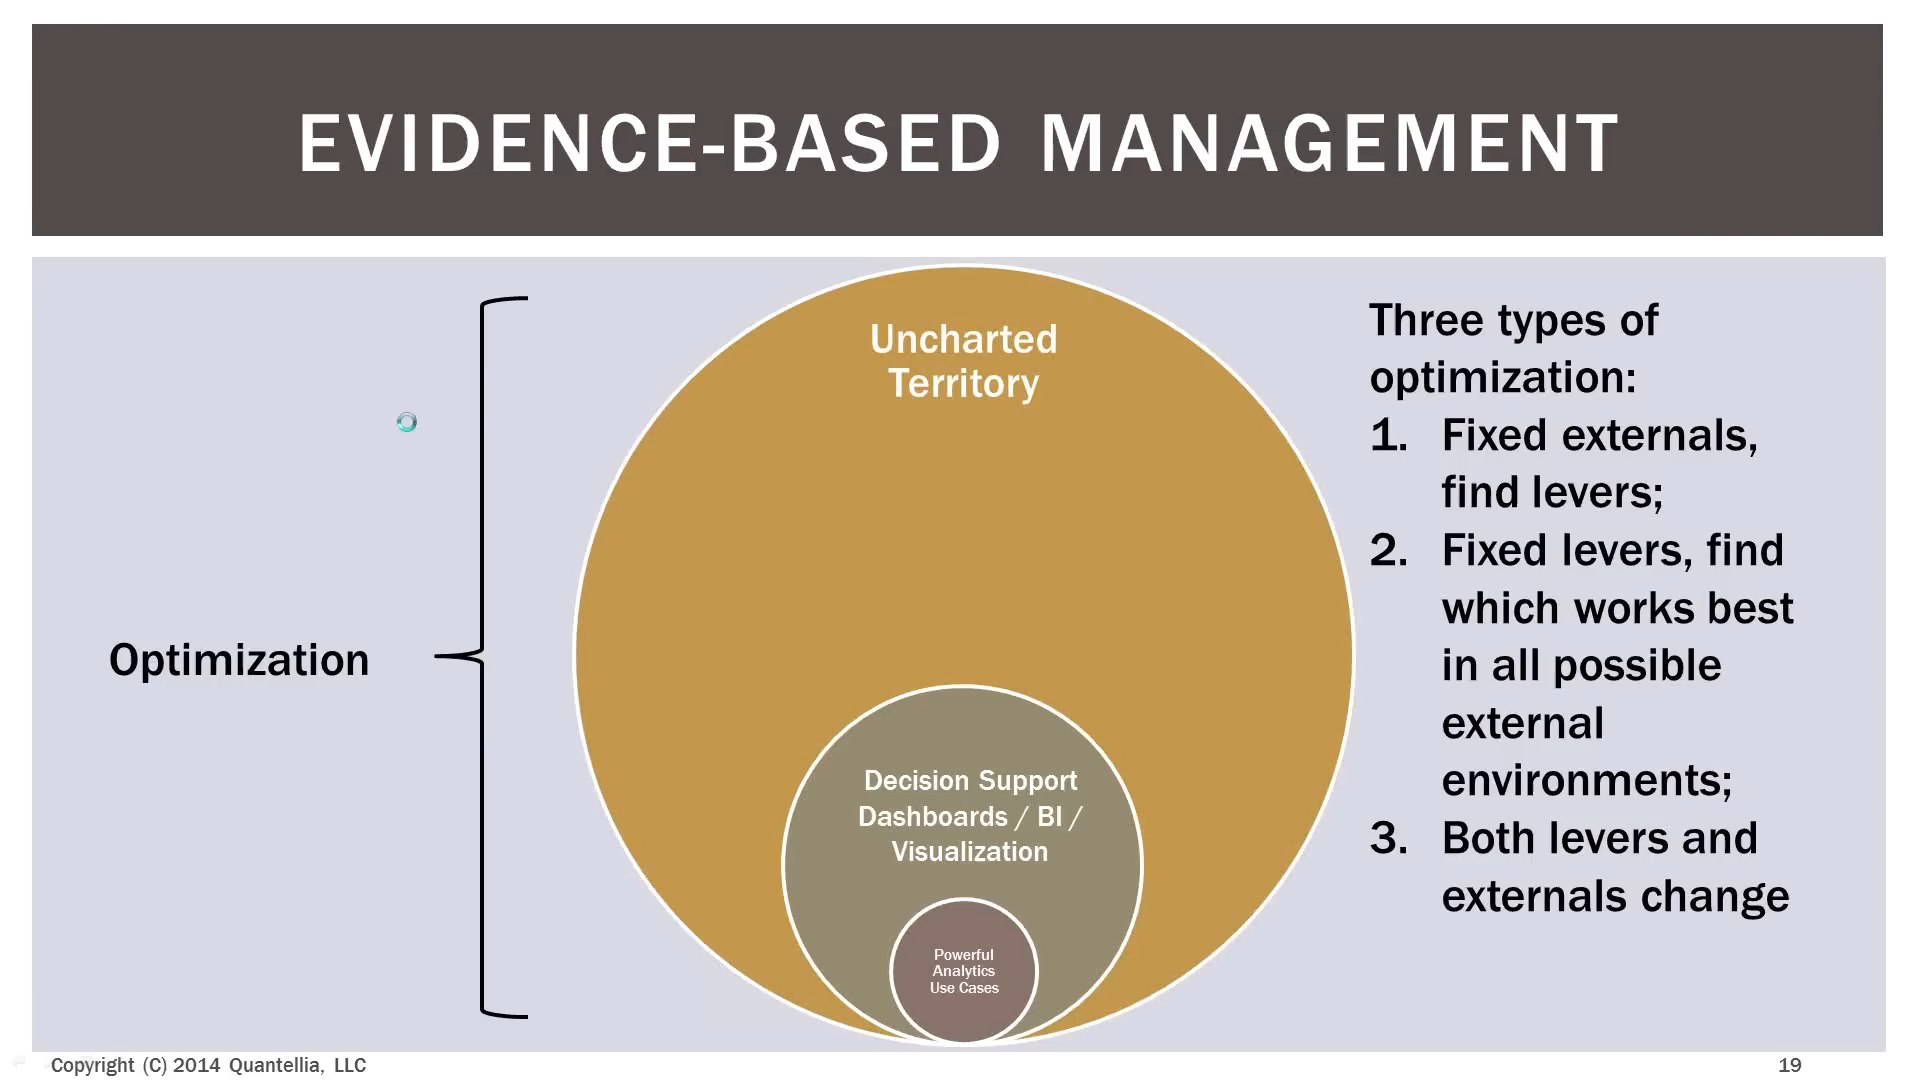 EVIDENCE-BASED MANAGEMENT
Optimization
Uncharted
Territory
Decision Support
Dashboards / BI /
Visualization
Powerful
Analytics
Use Cases
Three types of
optimization:
1. Fixed externals,
find levers;
2. Fixed levers, find
which works best
in all possible
external
environments;
3. Both levers and
externals change
Copyright (C) 2014 Quantellia, LLC
19